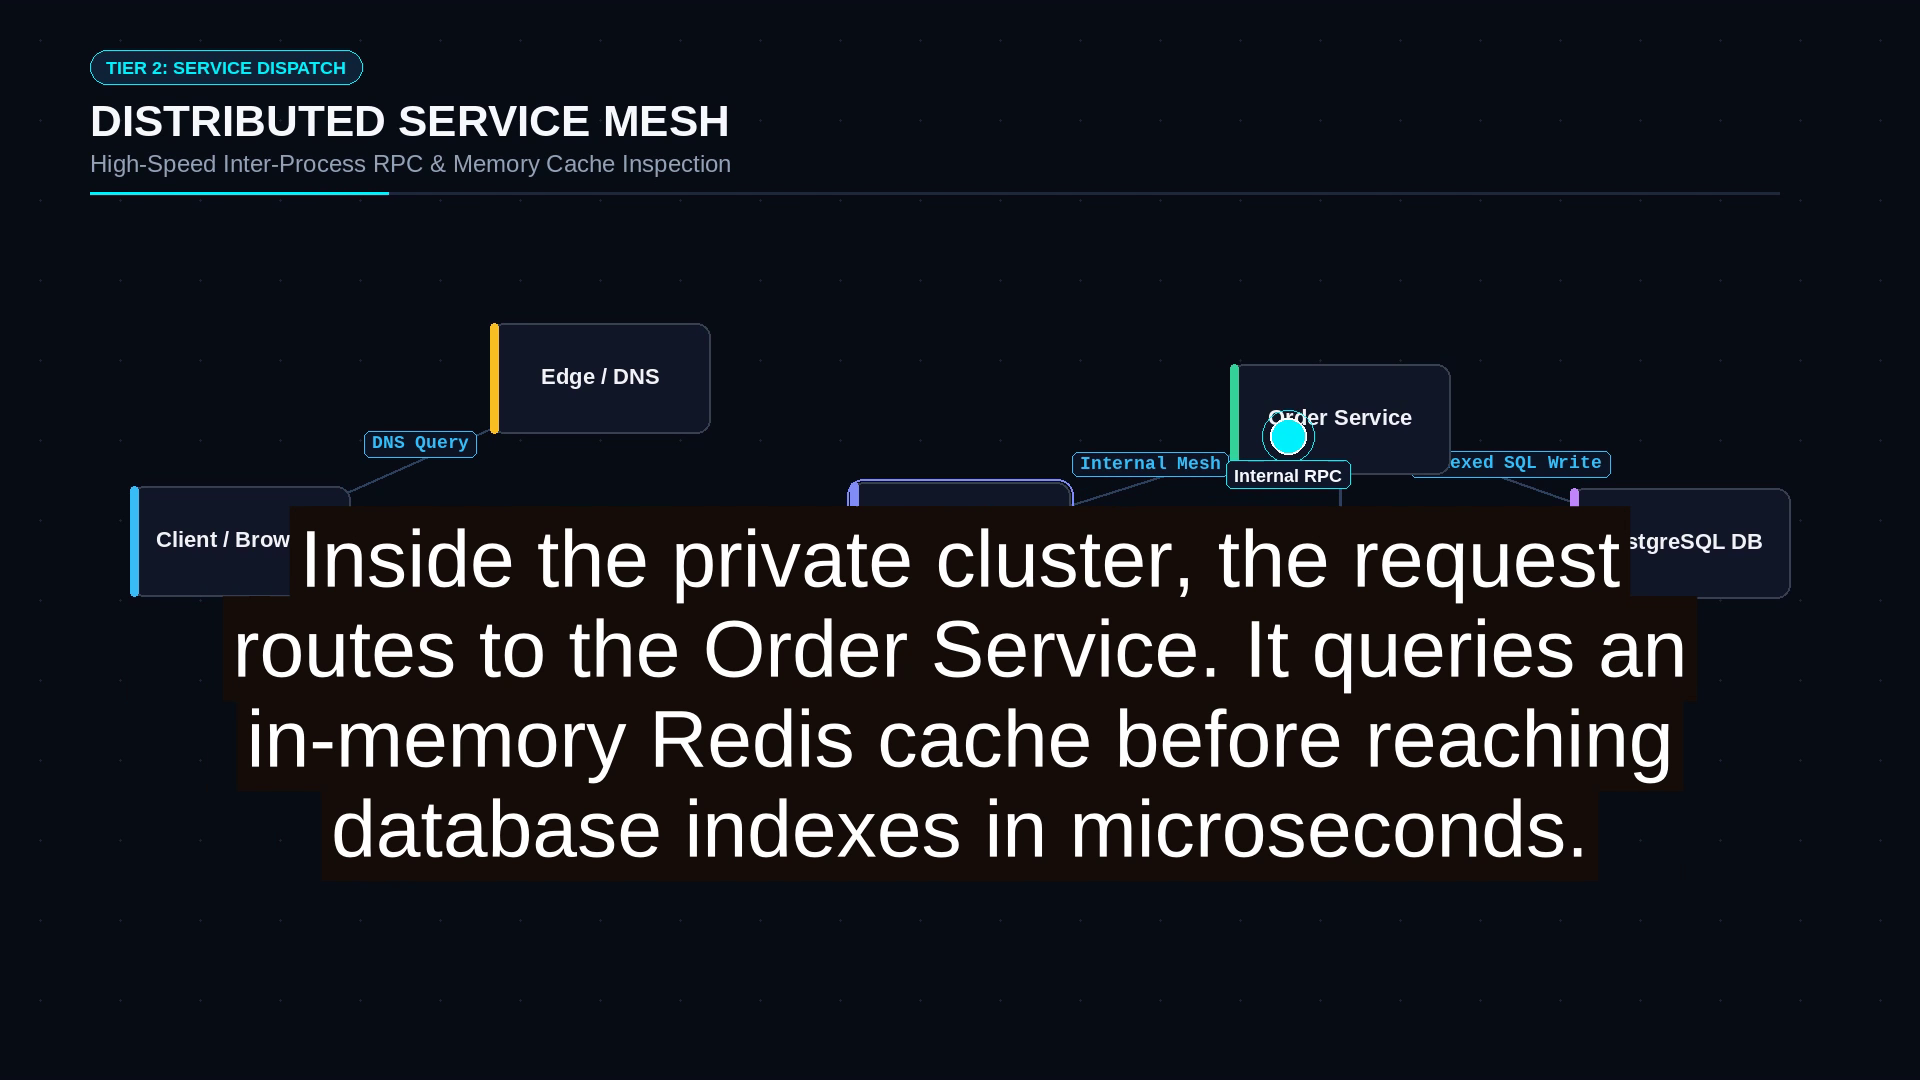 TIER 2: SERVICE DISPATCH
DISTRIBUTED SERVICE MESH
High-Speed Inter-Process RPC & Memory Cache Inspection
Edge / DNS
Order Service
DNS Query
Internal Mesh
exed SQL Write
Internal RPC
Client / Brow
stgreSQL DB
Inside the private cluster, the request
routes to the Order Service. It queries an
in-memory Redis cache before reaching
database indexes in microseconds.